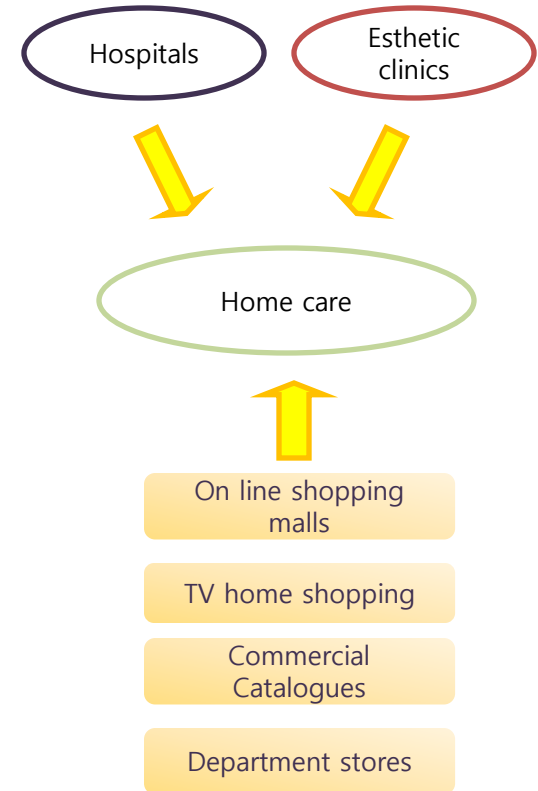 Hospitals
Esthetic
clinics
Home care
On line shopping
malls
TV home shopping
Commercial
Catalogues
Department stores